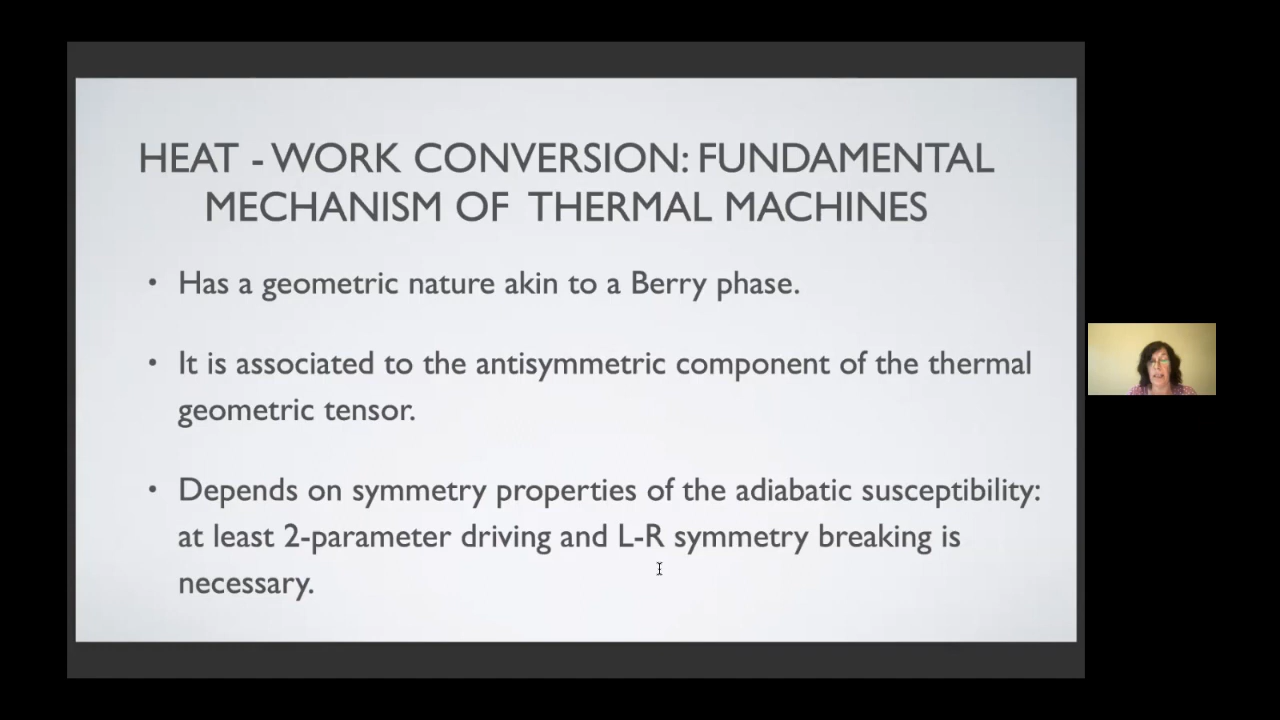 HEAT - WORK CONVERSION: FUNDAMENTAL
MECHANISM OF THERMAL MACHINES
• Has a geometric nature akin to a Berry phase.
• It is associated to the antisymmetric component of the thermal
geometric tensor.
• Depends on symmetry properties of the adiabatic susceptibility:
at least 2-parameter driving and L-R symmetry breaking is
necessary.